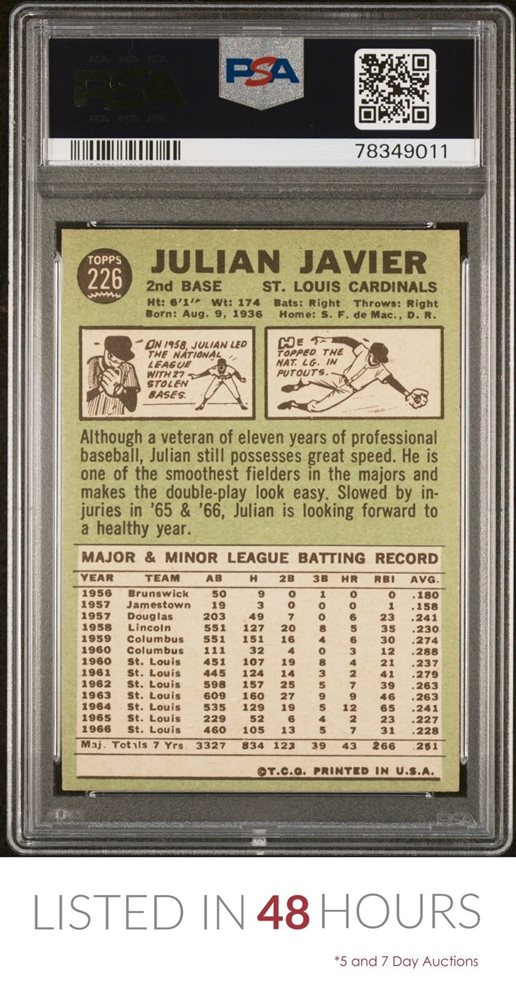 PSA
78349011
TOPPS
226
JULIAN JAVIER
2nd BASE ST. LOUIS CARDINALS
Ht: 6'1" Wt: 174 Bats: Right Throws: Right
Born: Aug. 9, 1936 Home: S. F. de Mac., D. R.
IN 1958, JULIAN LED
THE NATIONAL
LEAGUE
WITH 27
STOLEN
BASES.
HE
TOPPED THE
NAT. LG. IN
PUTOUTS.
Although a veteran of eleven years of professional
baseball, Julian still possesses great speed. He is
one of the smoothest fielders in the majors and
makes the double-play look easy. Slowed by in-
juries in '65 & '66, Julian is looking forward to
a healthy year.
MAJOR & MINOR LEAGUE BATTING RECORD
YEAR TEAM AB H 2B 3B HR RBI AVG.
1956 Brunswick 50 9 0 1 0 0 .180
1957 Jamestown 19 3 0 0 0 1 .158
1957 Douglas 203 49 7 0 6 23 .241
1958 Lincoln 551 127 20 8 5 35 .230
1959 Columbus 551 151 16 4 6 30 .274
1960 Columbus 111 32 4 0 3 12 .288
1960 St. Louis 451 107 19 8 4 21 .237
1961 St. Louis 445 124 14 3 2 41 .279
1962 St. Louis 598 157 25 5 7 39 .263
1963 St. Louis 609 160 27 9 9 46 .263
1964 St. Louis 535 129 19 5 12 65 .241
1965 St. Louis 229 52 6 4 2 23 .227
1966 St. Louis 460 105 13 5 7 31 .228
Maj. Totals 7 Yrs. 3327 834 123 39 43 266 .251
©T.C.G. PRINTED IN U.S.A.
LISTED IN 48 HOURS
*5 and 7 Day Auctions